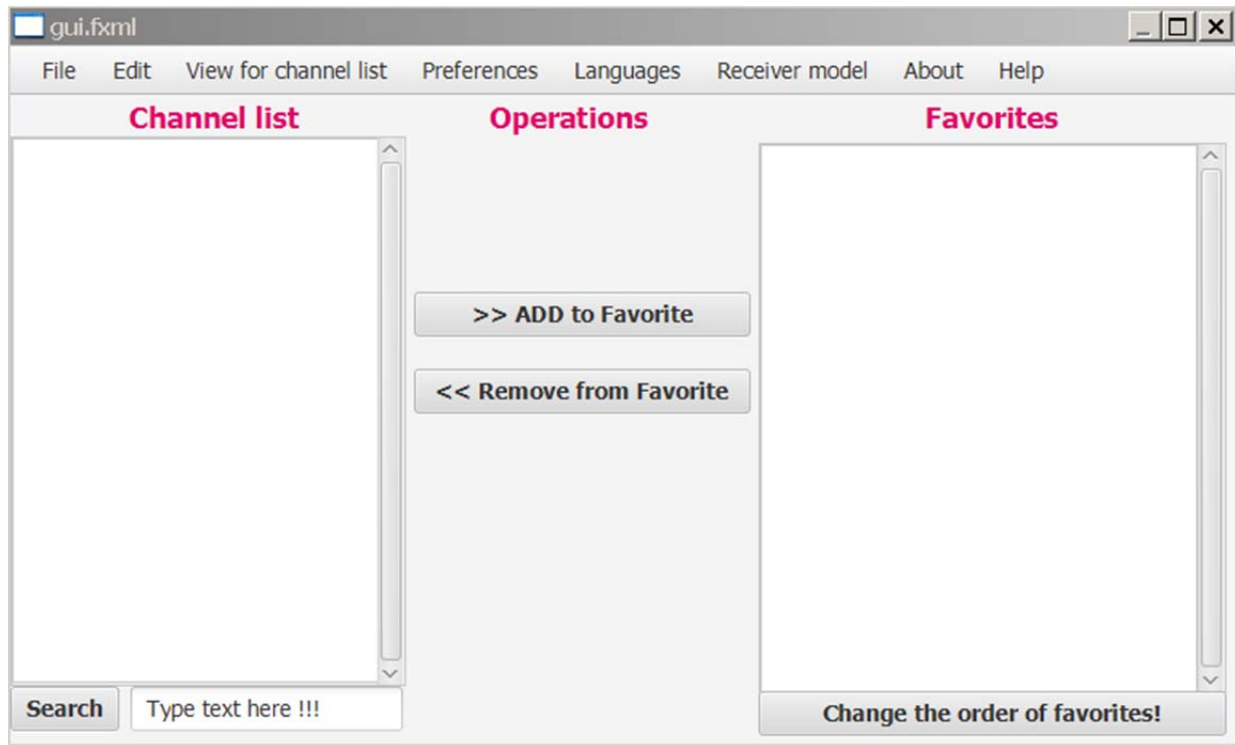 gui.fxml
File Edit View for channel list Preferences Languages Receiver model About Help
Channel list Operations Favorites
>> ADD to Favorite
<< Remove from Favorite
Search Type text here !!!
Change the order of favorites!